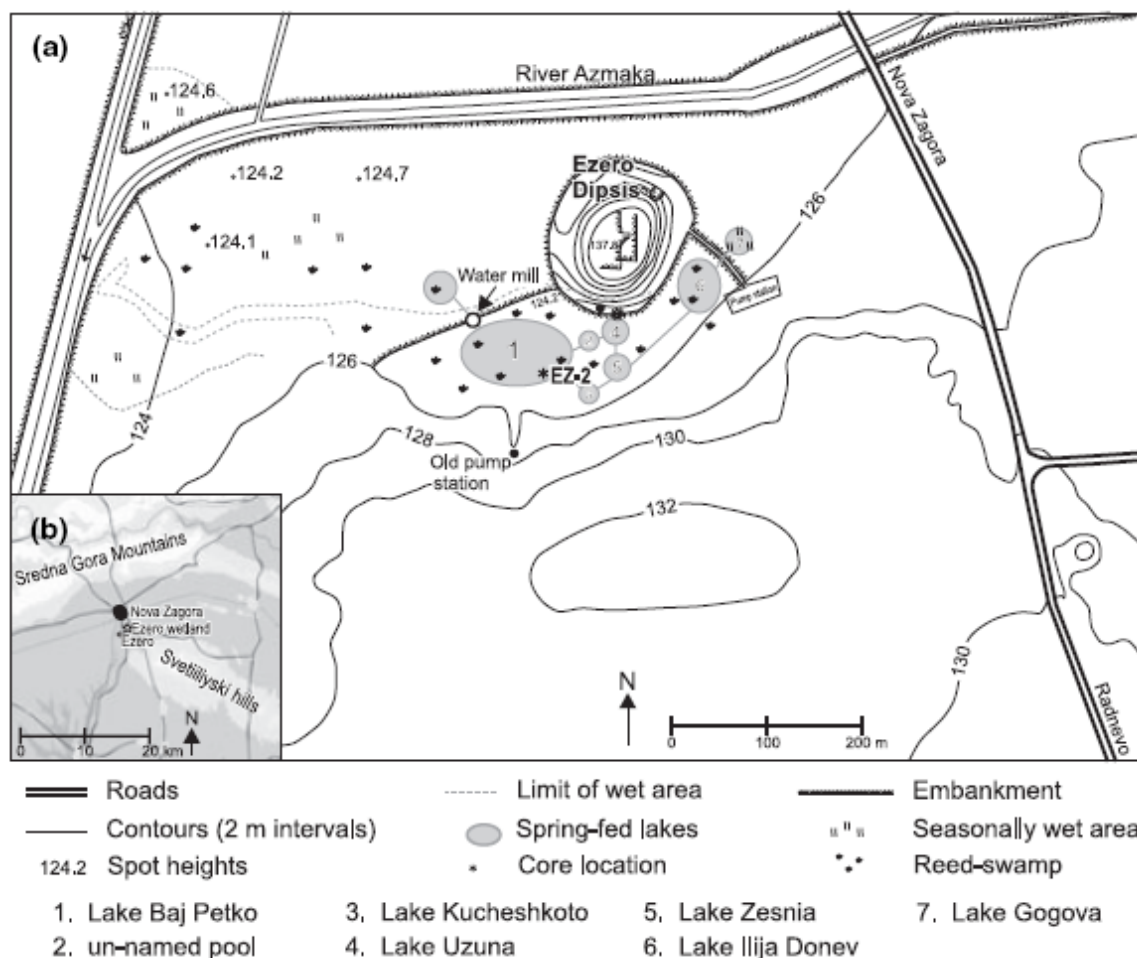 (a)
River Azmaka
Nova Zagora
124.6
124.2
124.7
Ezero
Dipsis
126
124.1
137.8
Water mill
124.2
Pump station
6
7
1
4
5
EZ-2
126
124
128
130
Old pump
station
132
130
Radnevo
N
0 100 200 m
(b)
Sredna Gora Mountains
Nova Zagora
Ezero wetland
Ezero
Svetiliyski hills
N
0 10 20 km
Roads
Limit of wet area
Embankment
Contours (2 m intervals)
Spring-fed lakes
Seasonally wet area
124.2 Spot heights
Core location
Reed-swamp
1. Lake Baj Petko
3. Lake Kucheshkoto
5. Lake Zesnia
7. Lake Gogova
2. un-named pool
4. Lake Uzuna
6. Lake Ilija Donev